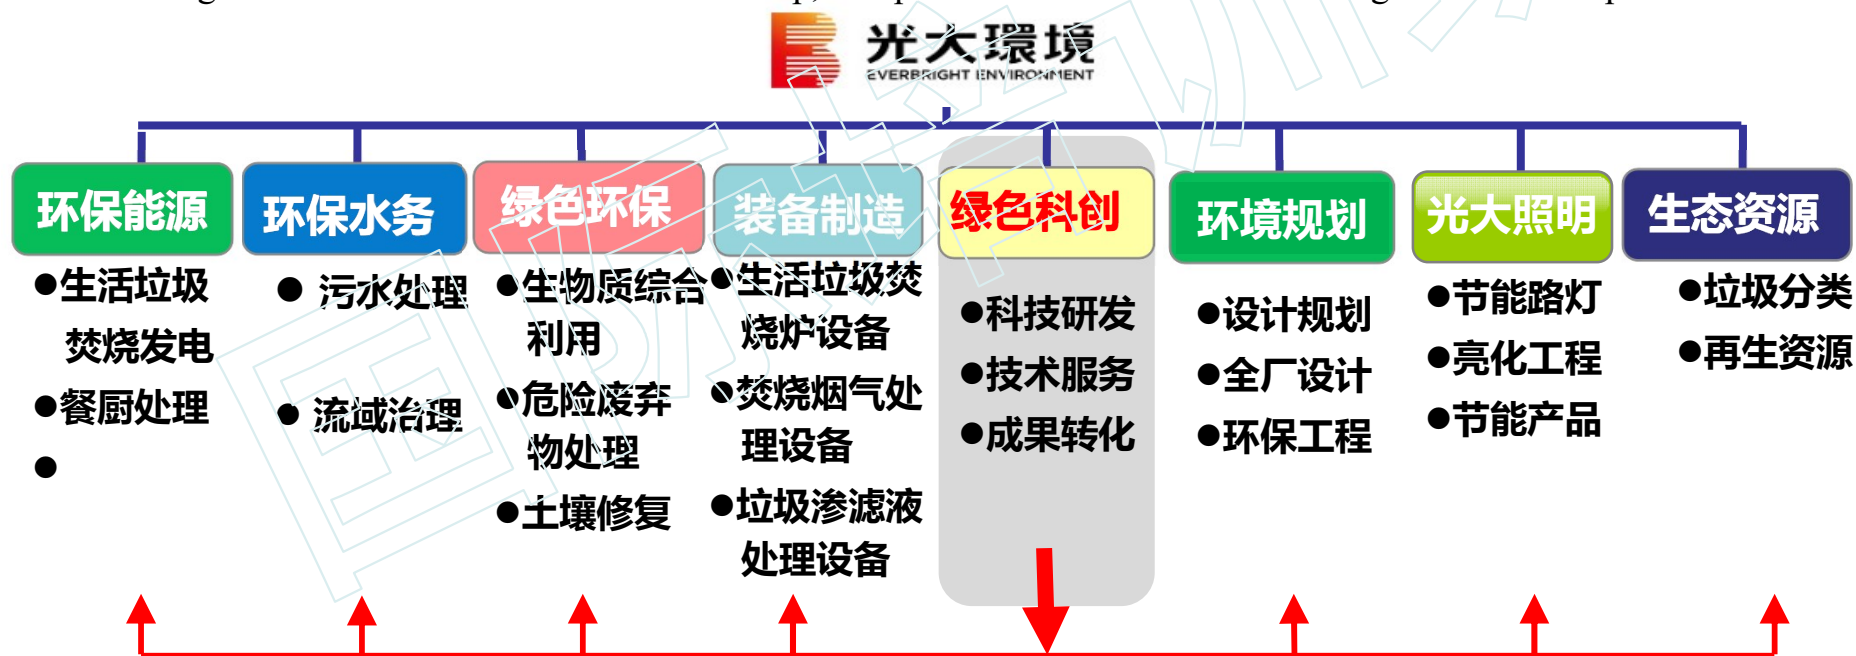 光大環境
EVERBRIGHT ENVIRONMENT
环保能源
●生活垃圾
焚烧发电
●餐厨处理
●
环保水务
● 污水处理
● 流域治理
绿色环保
●生物质综合
利用
●危险废弃
物处理
●土壤修复
装备制造
●生活垃圾焚
烧炉设备
●焚烧烟气处
理设备
●垃圾渗滤液
处理设备
绿色科创
●科技研发
●技术服务
●成果转化
环境规划
●设计规划
●全厂设计
●环保工程
光大照明
●节能路灯
●亮化工程
●节能产品
生态资源
●垃圾分类
●再生资源